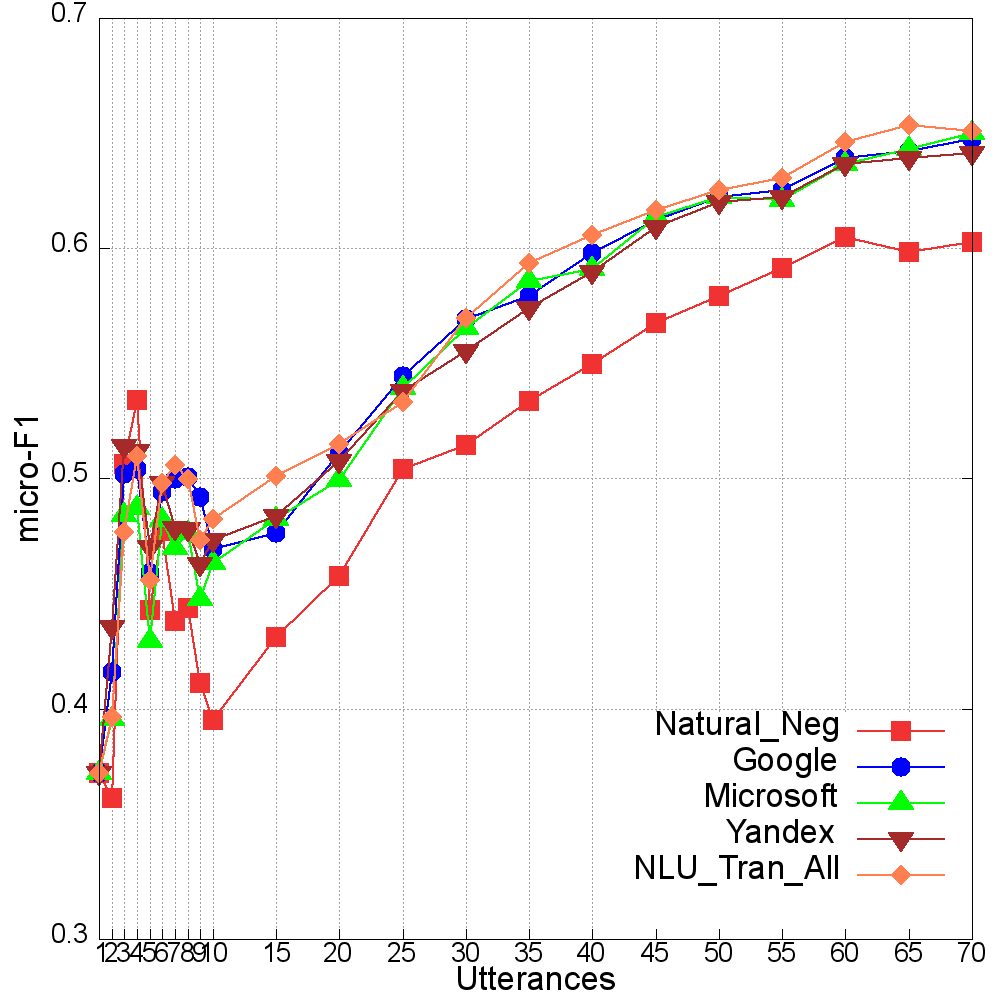 0.7
0.6
0.5
0.4
0.3
micro-F1
Natural_Neg
Google
Microsoft
Yandex
NLU_Tran_All
1 2 3 4 5 6 7 8 9 10 15 20 25 30 35 40 45 50 55 60 65 70
Utterances